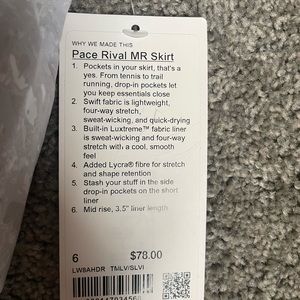 WHY WE MADE THIS
Pace Rival MR Skirt
1. Pockets in your skirt, that's a
yes. From tennis to trail
running, drop-in pockets let
you keep essentials close
2. Swift fabric is lightweight,
four-way stretch,
sweat-wicking, and quick-drying
3. Built-in Luxtreme™ fabric liner
is sweat-wicking and four-way
stretch with a cool, smooth
feel
4. Added Lycra® fibre for stretch
and shape retention
5. Stash your stuff in the side
drop-in pockets on the short
liner
6. Mid rise, 3.5" liner length
6 $78.00
LW8AHDR TMLV/SLVI